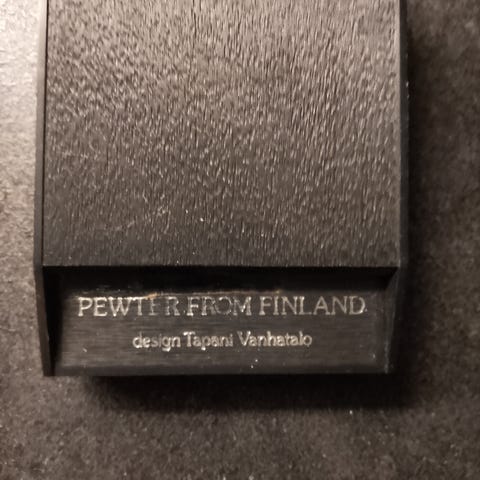 PEWTER FROM FINLAND
design Tapani Vanhatalo